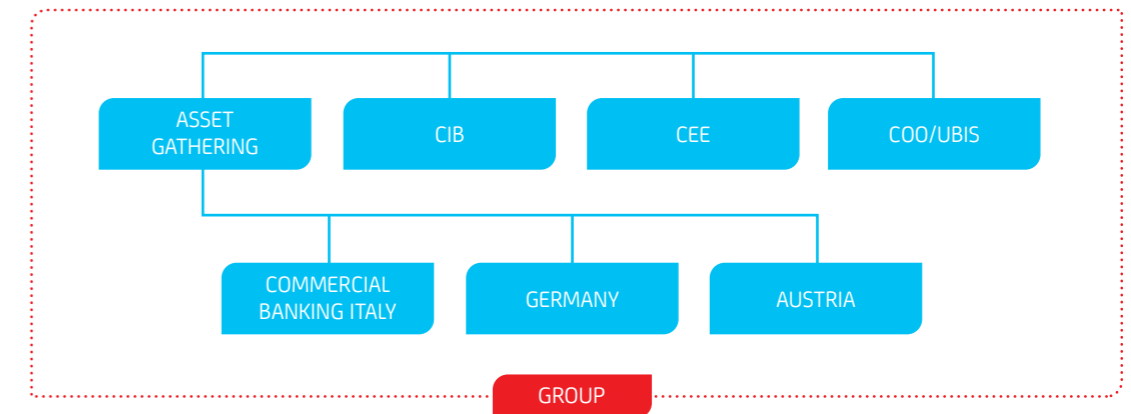 ASSET
GATHERING
CIB
CEE
COO/UBIS
COMMERCIAL
BANKING ITALY
GERMANY
AUSTRIA
GROUP